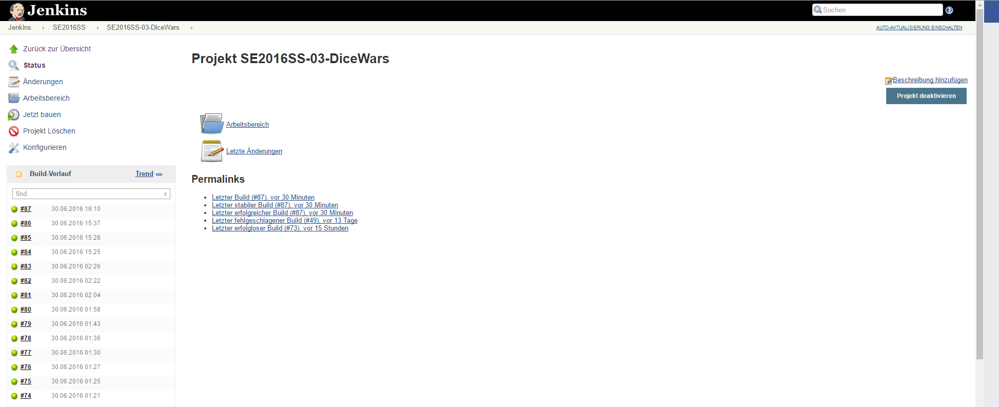 Jenkins
Suchen
Jenkins SE2016SS SE2016SS-03-DiceWars
AUTO-AKTUALISIERUNG EINSCHALTEN
Zurück zur Übersicht
Status
Änderungen
Arbeitsbereich
Jetzt bauen
Projekt Löschen
Konfigurieren
Build-Verlauf Trend
find x
#87 30.06.2016 16:10
#86 30.06.2016 15:37
#85 30.06.2016 15:28
#84 30.06.2016 15:25
#83 30.06.2016 02:26
#82 30.06.2016 02:22
#81 30.06.2016 02:04
#80 30.06.2016 01:58
#79 30.06.2016 01:43
#78 30.06.2016 01:36
#77 30.06.2016 01:30
#76 30.06.2016 01:27
#75 30.06.2016 01:25
#74 30.06.2016 01:21
Projekt SE2016SS-03-DiceWars
Beschreibung hinzufügen
Projekt deaktivieren
Arbeitsbereich
Letzte Änderungen
Permalinks
Letzter Build (#87), vor 30 Minuten
Letzter stabiler Build (#87), vor 30 Minuten
Letzter erfolgreicher Build (#87), vor 30 Minuten
Letzter fehlgeschlagener Build (#49), vor 13 Tage
Letzter erfolgloser Build (#73), vor 15 Stunden